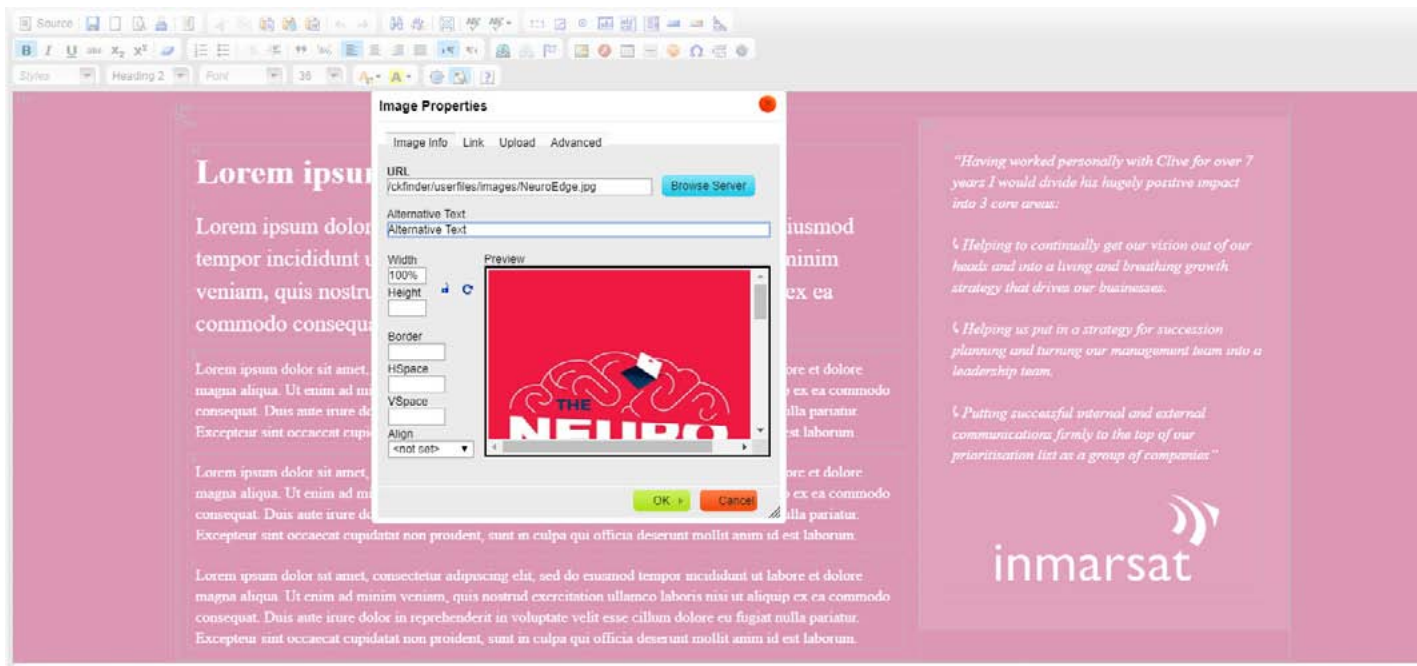 Source
ABC
B I U abc X₂ X²
Styles Heading 2 Font 36 A A
Image Properties
Image Info Link Upload Advanced
URL
/ckfinder/userfiles/images/NeuroEdge.jpg Browse Server
Alternative Text
Alternative Text
Width
100%
Height
Border
HSpace
VSpace
Align
<not set>
Preview
THE
NEURO
OK Cancel
Lorem ipsu
Lorem ipsum dolor iusmod
tempor incididunt u minim
veniam, quis nostru ex ea
commodo consequa
Lorem ipsum dolor sit amet, ore et dolore
magna aliqua. Ut enim ad mi p ex ea commodo
consequat. Duis aute irure do ulla pariatur.
Excepteur sint occaecat cupi est laborum
Lorem ipsum dolor sit amet, ore et dolore
magna aliqua. Ut enim ad mi p ex ea commodo
consequat. Duis aute irure do ulla pariatur.
Excepteur sint occaecat cupidatat non proident, sunt in culpa qui officia deserunt mollit anim id est laborum.
Lorem ipsum dolor sit amet, consectetur adipiscing elit, sed do eiusmod tempor incididunt ut labore et dolore
magna aliqua. Ut enim ad minim veniam, quis nostrud exercitation ullamco laboris nisi ut aliquip ex ea commodo
consequat. Duis aute irure dolor in reprehenderit in voluptate velit esse cillum dolore eu fugiat nulla pariatur.
Excepteur sint occaecat cupidatat non proident, sunt in culpa qui officia deserunt mollit anim id est laborum.
“Having worked personally with Clive for over 7
years I would divide his hugely positive impact
into 3 core areas:
Helping to continually get our vision out of our
heads and into a living and breathing growth
strategy that drives our businesses.
Helping us put in a strategy for succession
planning and turning our management team into a
leadership team,
Putting successful internal and external
communications firmly to the top of our
prioritisation list as a group of companies”
inmarsat